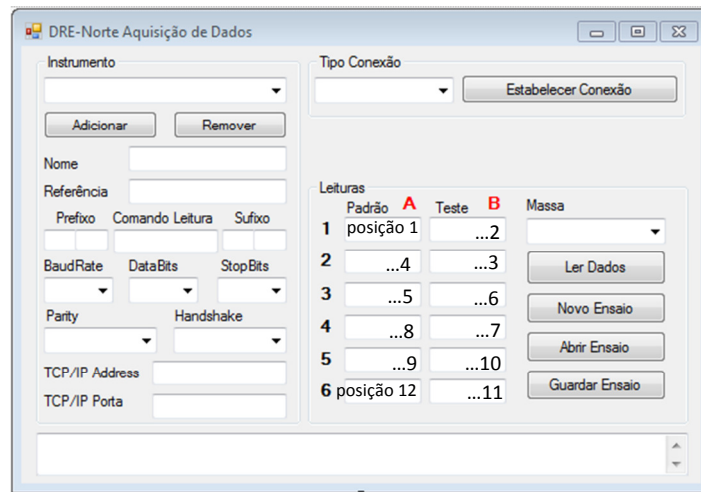 DRE-Norte Aquisição de Dados
Instrumento
Adicionar Remover
Nome
Referência
Prefixo Comando Leitura Sufixo
BaudRate DataBits StopBits
Parity Handshake
TCP/IP Address
TCP/IP Porta
Tipo Conexão
Estabelecer Conexão
Leituras
Padrão A Teste B
1 posição 1 ...2
2 ...4 ...3
3 ...5 ...6
4 ...8 ...7
5 ...9 ...10
6 posição 12 ...11
Massa
Ler Dados
Novo Ensaio
Abrir Ensaio
Guardar Ensaio